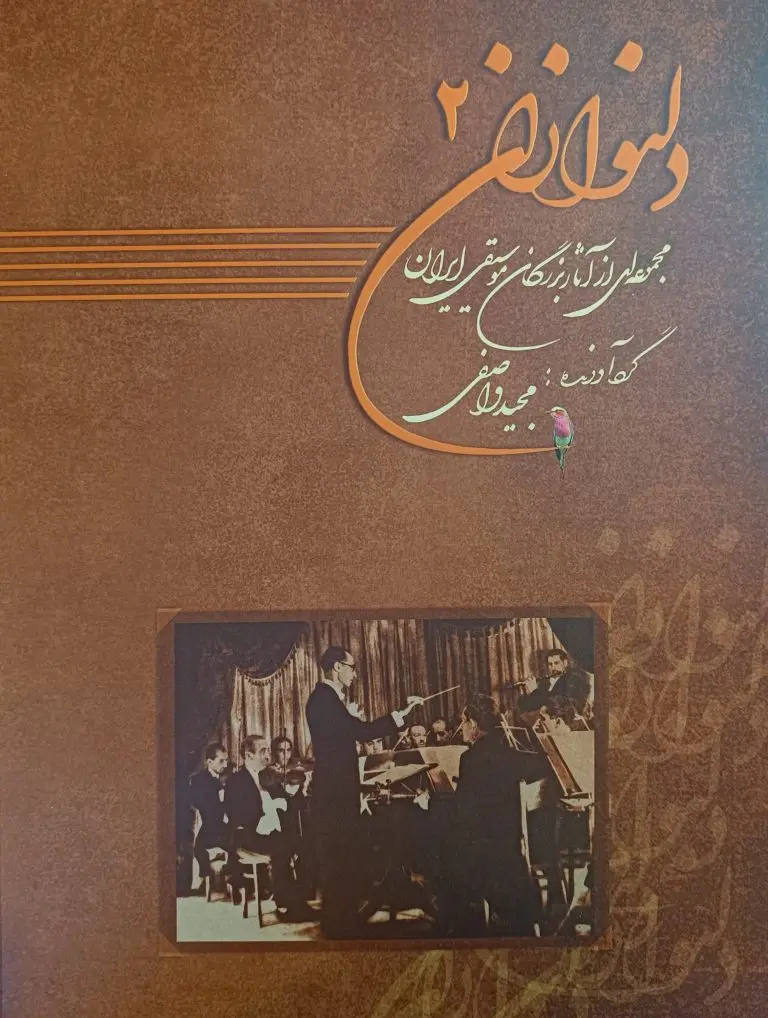 دلنوازان ۲
مجموعه‌ای از آثار بزرگان موسیقی ایران
گردآورنده :
مجید واصفی